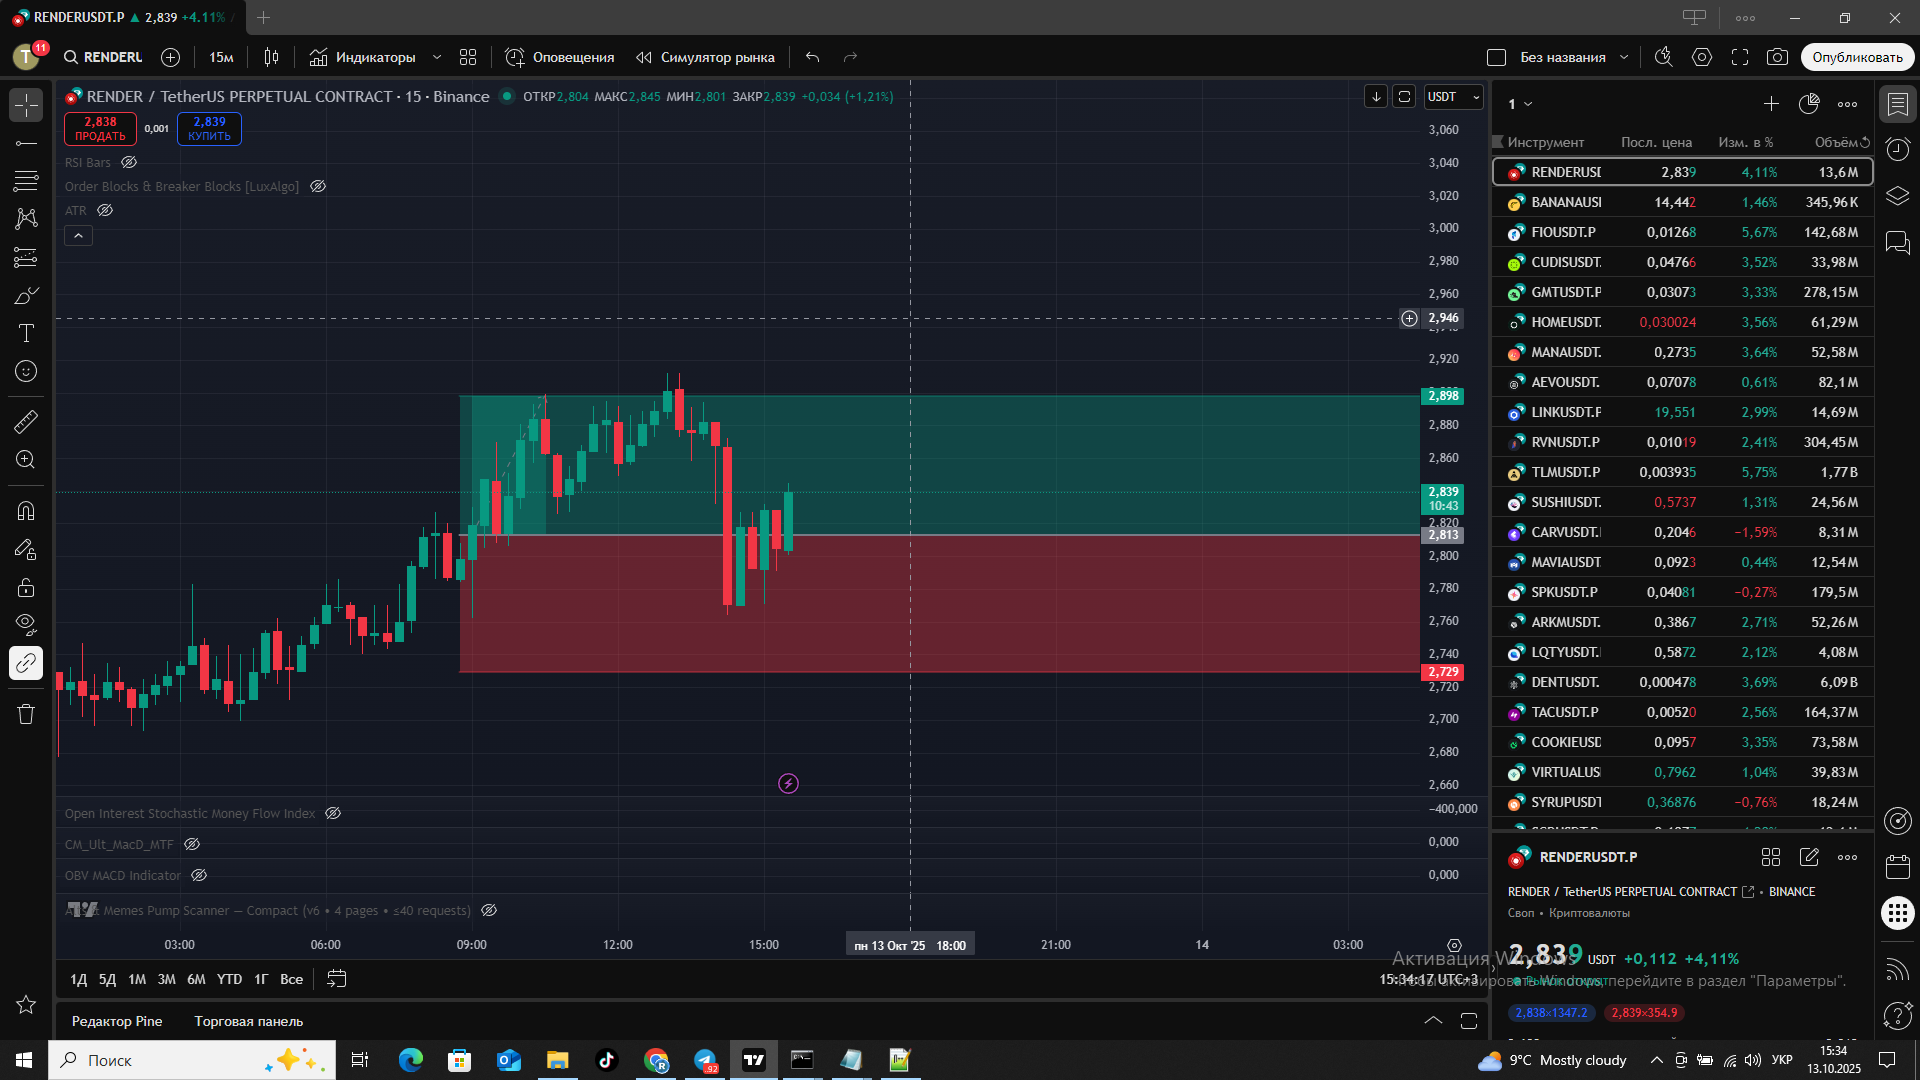 RENDERUSDT.P ▲ 2,839 +4.11% /
T 11 RENDERU 15м Индикаторы Оповещения Симулятор рынка Без названия Опубликовать
RENDER / TetherUS PERPETUAL CONTRACT · 15 · Binance ОТКР2,804 МАКС2,845 МИН2,801 ЗАКР2,839 +0,034 (+1,21%)
USDT
2,838 ПРОДАТЬ
0,001
2,839 КУПИТЬ
RSI Bars
Order Blocks & Breaker Blocks [LuxAlgo]
ATR
3,060
3,040
3,020
3,000
2,980
2,960
2,946
2,920
2,898
2,880
2,860
2,839
10:43
2,820
2,813
2,800
2,780
2,760
2,740
2,729
2,720
2,700
2,680
2,660
−400,000
Open Interest Stochastic Money Flow Index
CM_Ult_MacD_MTF
0,000
OBV MACD Indicator
0,000
Memes Pump Scanner — Compact (v6 • 4 pages • ≤40 requests)
03:00 06:00 09:00 12:00 15:00 пн 13 Окт '25 18:00 21:00 14 03:00
1Д 5Д 1М 3М 6М YTD 1Г Все
15:34:17 UTC+3
Редактор Pine Торговая панель
1
Инструмент Посл. цена Изм. в % Объём
RENDERUSI 2,839 4,11% 13,6 M
BANANAUSI 14,442 1,46% 345,96 K
FIOUSDT.P 0,01268 5,67% 142,68 M
CUDISUSDT. 0,04766 3,52% 33,98 M
GMTUSDT.P 0,03073 3,33% 278,15 M
HOMEUSDT. 0,030024 3,56% 61,29 M
MANAUSDT. 0,2735 3,64% 52,58 M
AEVOUSDT. 0,07078 0,61% 82,1 M
LINKUSDT.P 19,551 2,99% 14,69 M
RVNUSDT.P 0,01019 2,41% 304,45 M
TLMUSDT.P 0,003935 5,75% 1,77 B
SUSHIUSDT. 0,5737 1,31% 24,56 M
CARVUSDT. 0,2046 −1,59% 8,31 M
MAVIAUSDT 0,0923 0,44% 12,54 M
SPKUSDT.P 0,04081 −0,27% 179,5 M
ARKMUSDT. 0,3867 2,71% 52,26 M
LQTYUSDT. 0,5872 2,12% 4,08 M
DENTUSDT. 0,000478 3,69% 6,09 B
TACUSDT.P 0,00520 2,56% 164,37 M
COOKIEUSD 0,0957 3,35% 73,58 M
VIRTUALUS 0,7962 1,04% 39,83 M
SYRUPUSDT 0,36876 −0,76% 18,24 M
RENDERUSDT.P
RENDER / TetherUS PERPETUAL CONTRACT • BINANCE
Своп • Криптовалюты
2,839 USDT +0,112 +4,11%
Активация Windows
Чтобы активировать Windows, перейдите в раздел "Параметры".
2,838×1347.2 2,839×354.9
Поиск
92
9°C Mostly cloudy
УКР
15:34
13.10.2025